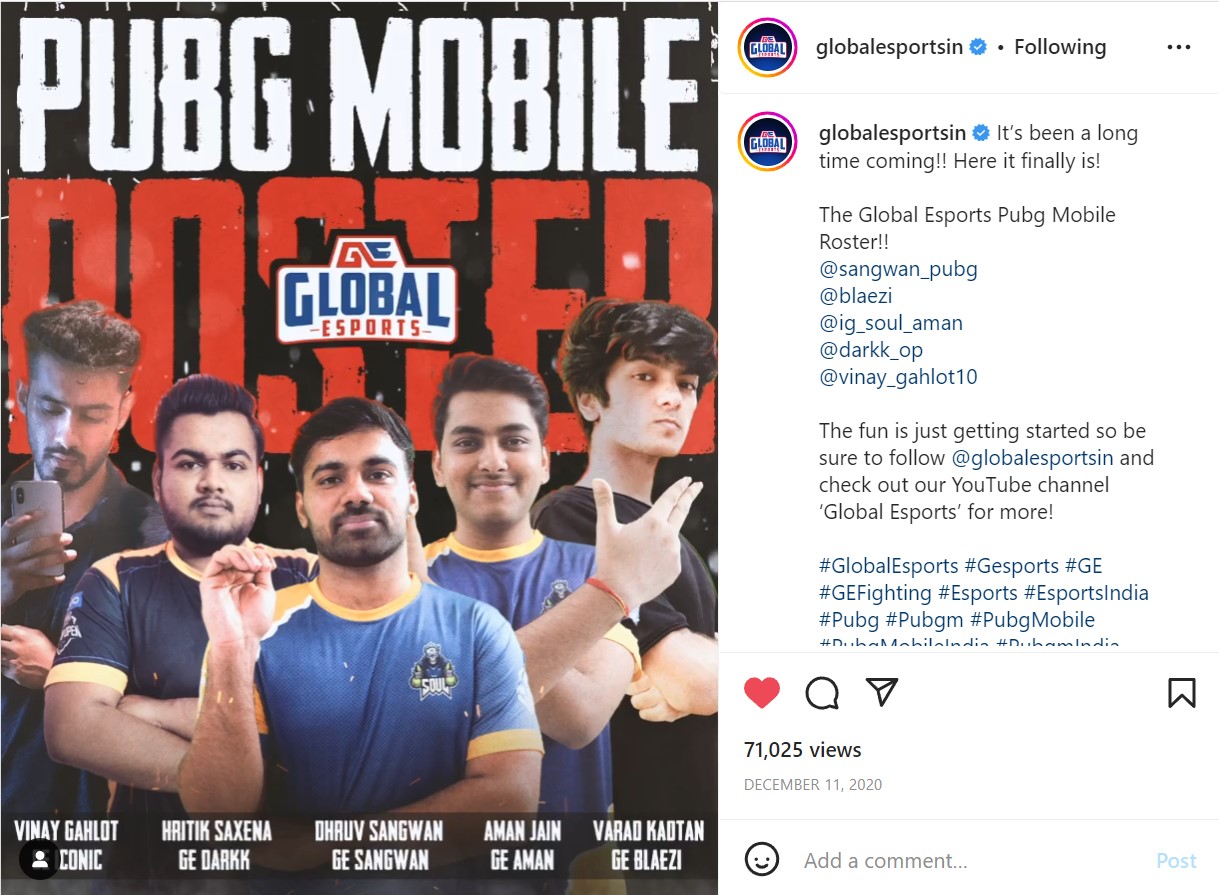 PUBG MOBILE
ROSTER
GE
GLOBAL
ESPORTS
SOUL
VINAY GAHLOT
CONIC
HRITIK SAXENA
GE DARKK
DHRUV SANGWAN
GE SANGWAN
AMAN JAIN
GE AMAN
VARAD KADTAN
GE BLAEZI
globalesportsin • Following
globalesportsin It’s been a long
time coming!! Here it finally is!
The Global Esports Pubg Mobile
Roster!!
@sangwan_pubg
@blaezi
@ig_soul_aman
@darkk_op
@vinay_gahlot10
The fun is just getting started so be
sure to follow @globalesportsin and
check out our YouTube channel
‘Global Esports’ for more!
#GlobalEsports #Gesports #GE
#GEFighting #Esports #EsportsIndia
#Pubg #Pubgm #PubgMobile
#PubgMobileIndia #PubgmIndia
71,025 views
DECEMBER 11, 2020
Add a comment...
Post